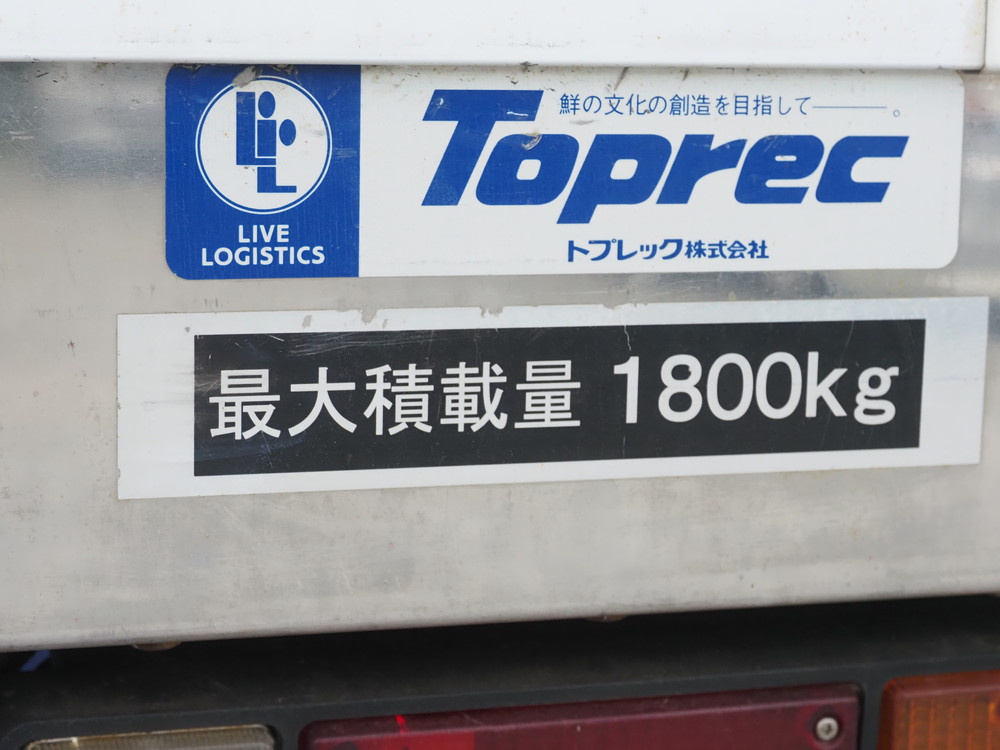 鮮の文化の創造を目指して───。
Toprec
LIVE
LOGISTICS
トプレック株式会社
最大積載量 1800kg